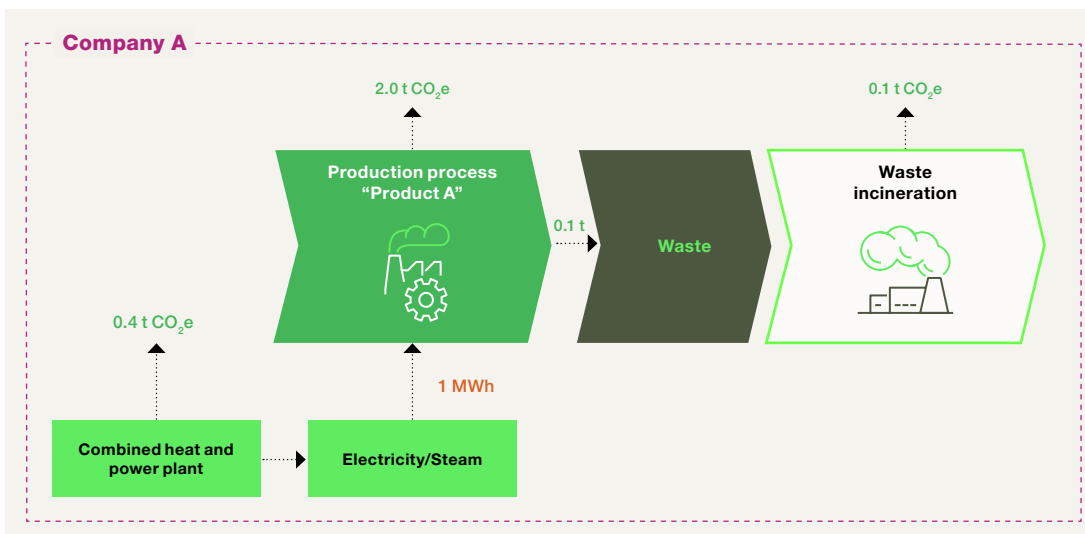 Company A
2.0 t CO₂e
0.1 t CO₂e
Production process
“Product A”
Waste
incineration
0.1 t
Waste
0.4 t CO₂e
1 MWh
Combined heat and
power plant
Electricity/Steam